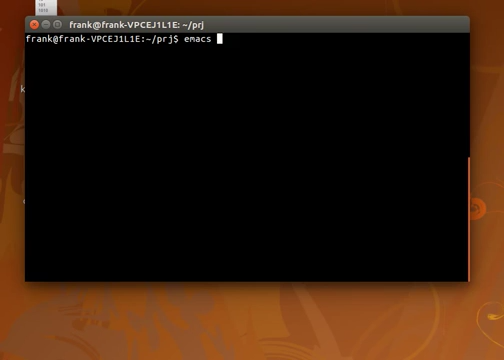 frank@frank-VPCEJ1L1E: ~/prj
frank@frank-VPCEJ1L1E:~/prj$ emacs
k